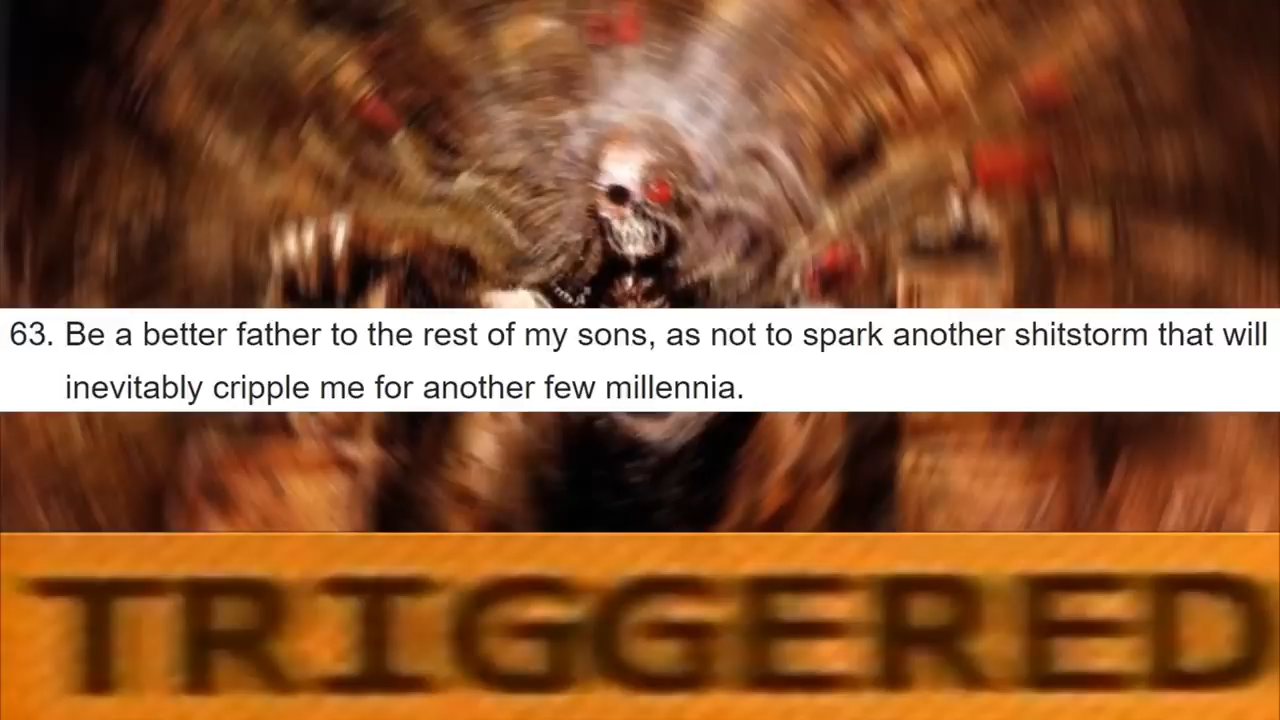 63. Be a better father to the rest of my sons, as not to spark another shitstorm that will
inevitably cripple me for another few millennia.
TRIGGERED